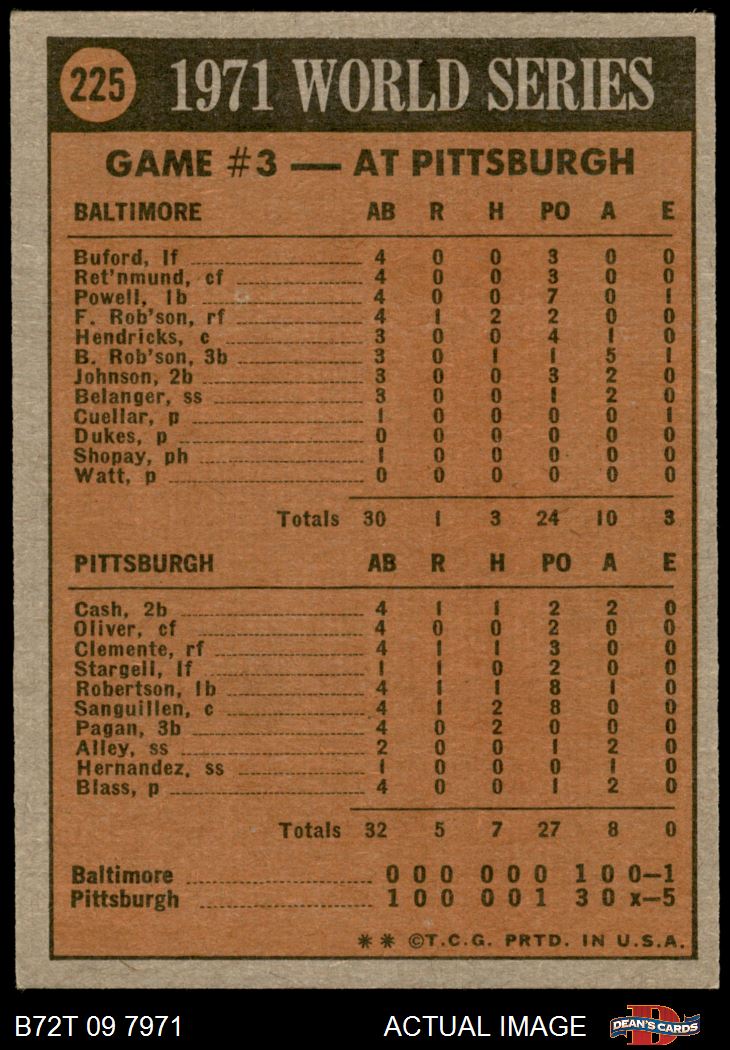 225 1971 WORLD SERIES
GAME #3 — AT PITTSBURGH
BALTIMORE AB R H PO A E
Buford, lf 4 0 0 3 0 0
Ret'nmund, cf 4 0 0 3 0 0
Powell, 1b 4 0 0 7 0 1
F. Rob'son, rf 4 1 2 2 0 0
Hendricks, c 3 0 0 4 1 0
B. Rob'son, 3b 3 0 1 1 5 1
Johnson, 2b 3 0 0 3 2 0
Belanger, ss 3 0 0 1 2 0
Cuellar, p 1 0 0 0 0 1
Dukes, p 0 0 0 0 0 0
Shopay, ph 1 0 0 0 0 0
Watt, p 0 0 0 0 0 0
Totals 30 1 3 24 10 3
PITTSBURGH AB R H PO A E
Cash, 2b 4 1 1 2 2 0
Oliver, cf 4 0 0 2 0 0
Clemente, rf 4 1 1 3 0 0
Stargell, lf 1 1 0 2 0 0
Robertson, 1b 4 1 1 8 1 0
Sanguillen, c 4 1 2 8 0 0
Pagan, 3b 4 0 2 0 0 0
Alley, ss 2 0 0 1 2 0
Hernandez, ss 1 0 0 0 1 0
Blass, p 4 0 0 1 2 0
Totals 32 5 7 27 8 0
Baltimore 0 0 0 0 0 0 1 0 0—1
Pittsburgh 1 0 0 0 0 1 3 0 x—5
** ©T.C.G. PRTD. IN U.S.A.
B72T 09 7971 ACTUAL IMAGE DEAN'S CARDS